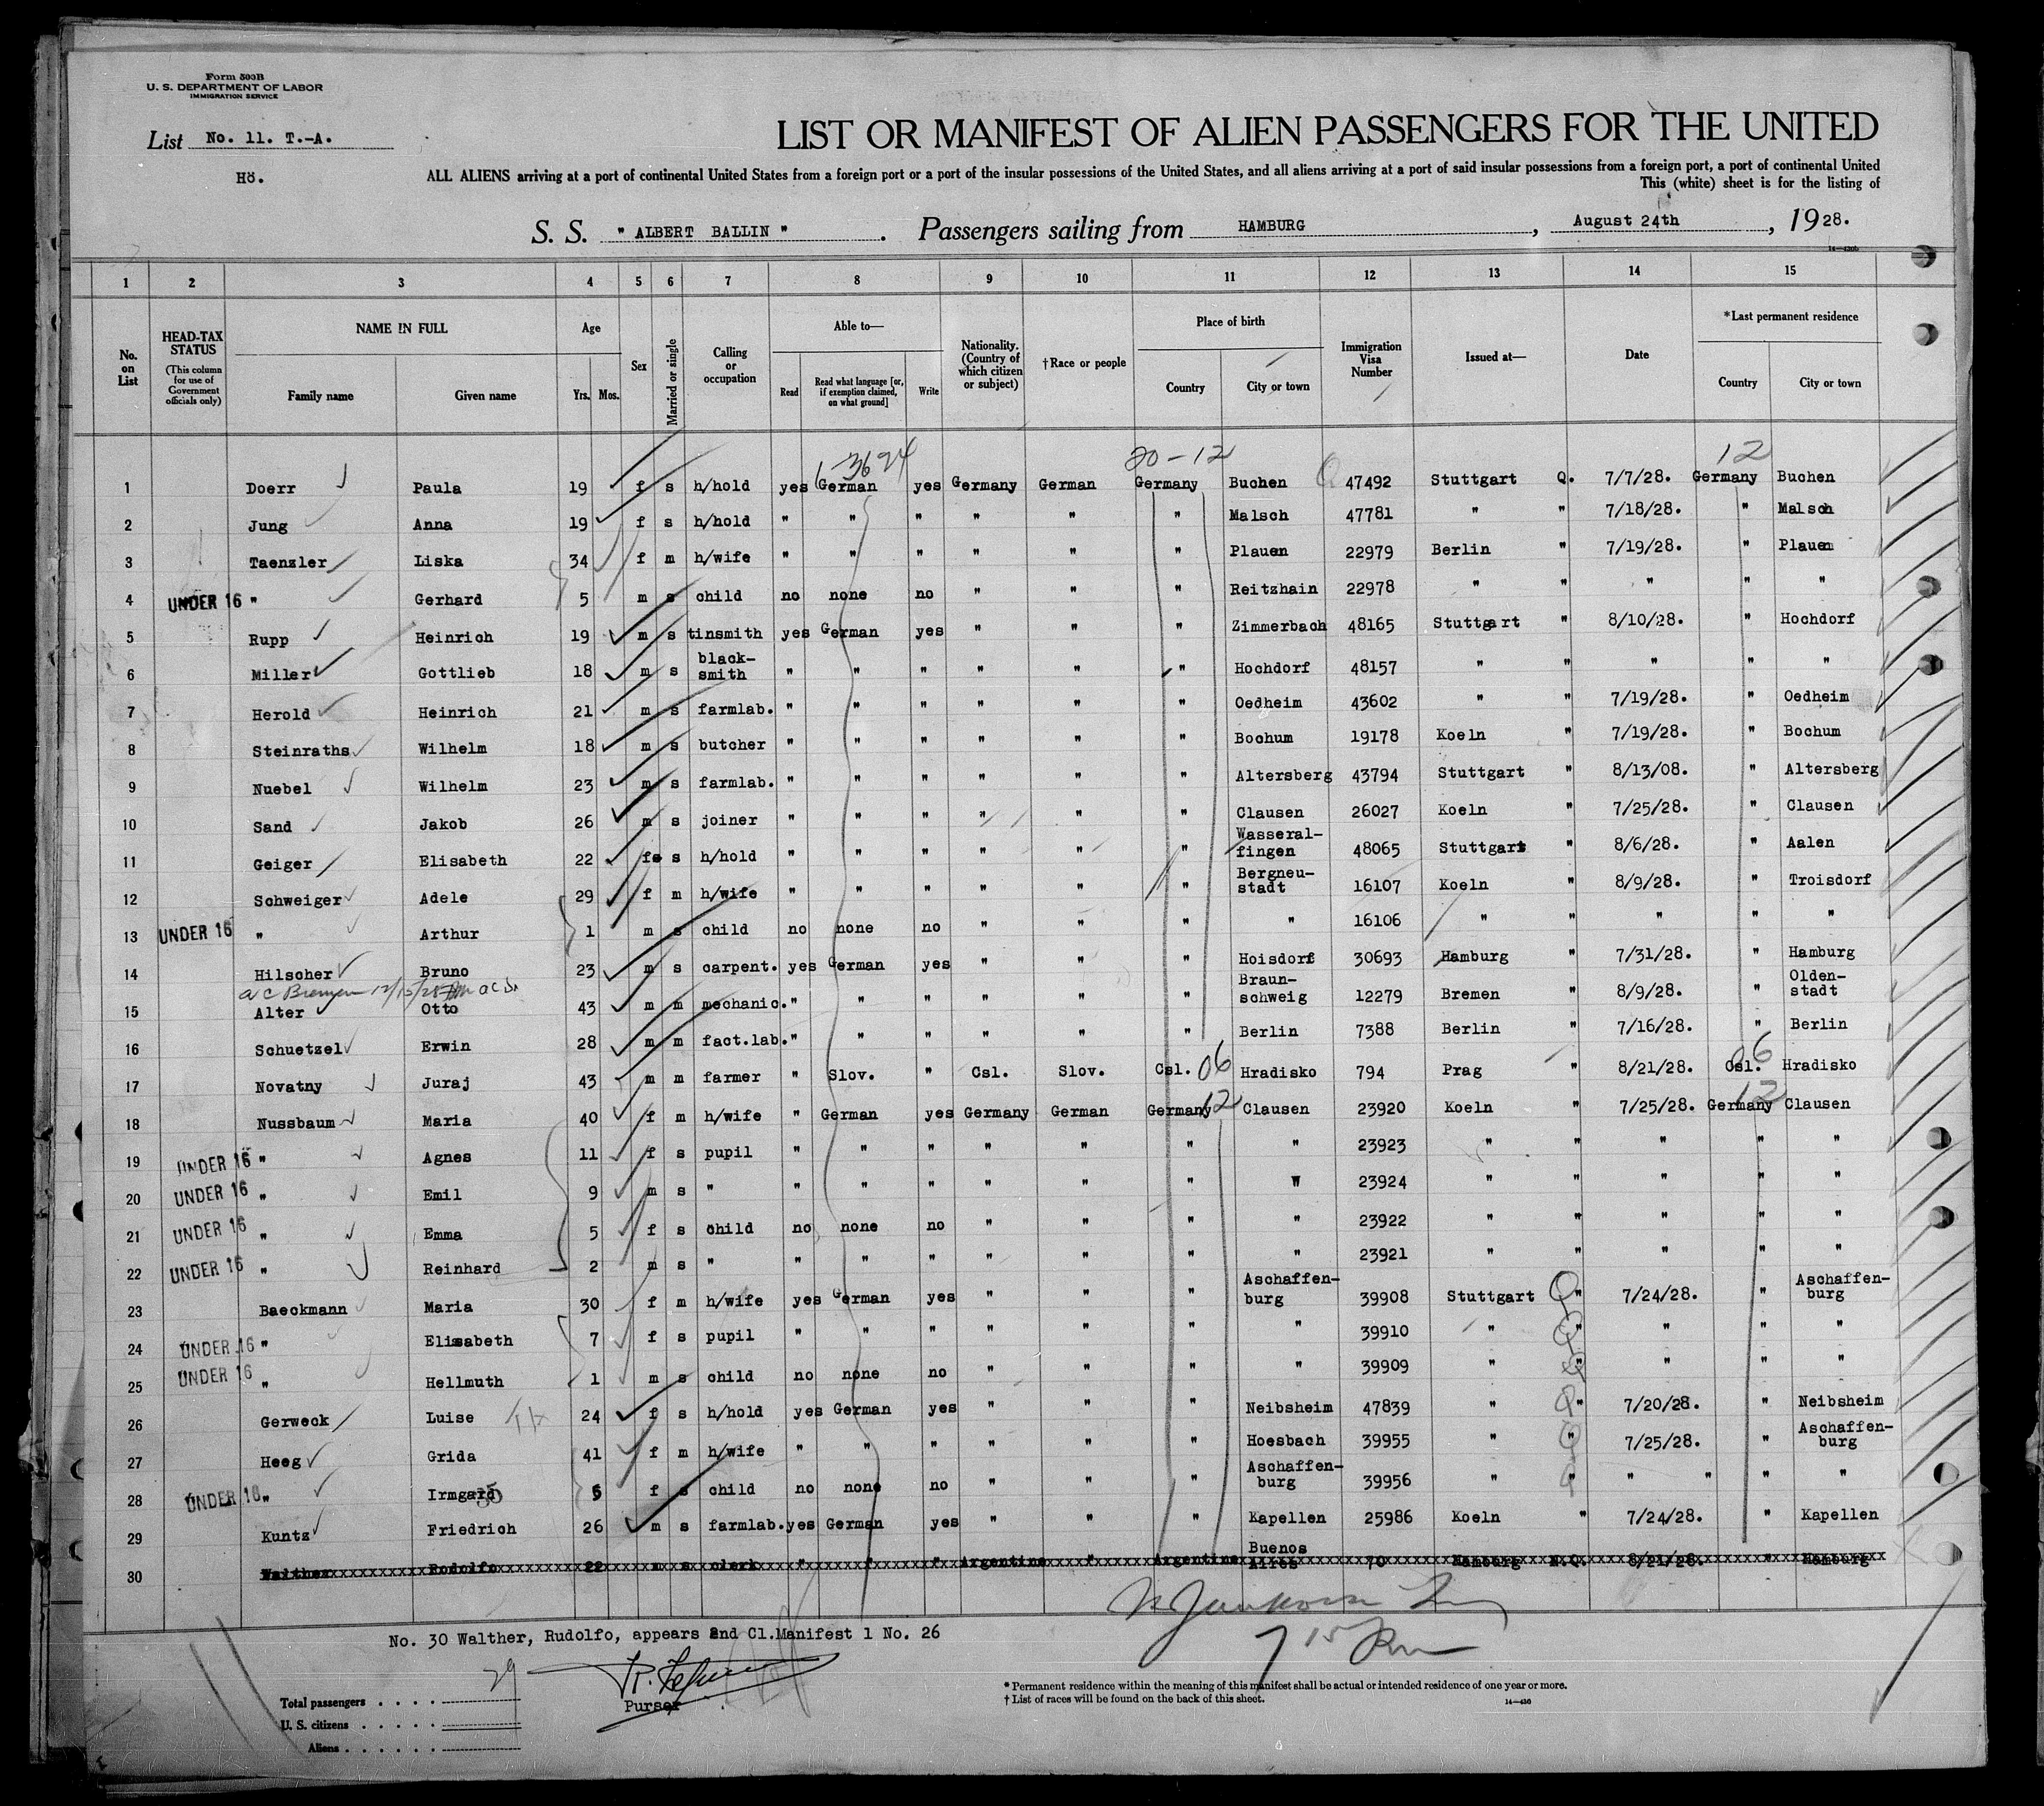 Form 500B
U. S. DEPARTMENT OF LABOR
IMMIGRATION SERVICE
List No. 11. T.-A.
Hö.
LIST OR MANIFEST OF ALIEN PASSENGERS FOR THE UNITED
ALL ALIENS arriving at a port of continental United States from a foreign port or a port of the insular possessions of the United States, and all aliens arriving at a port of said insular possessions from a foreign port, a port of continental United
This (white) sheet is for the listing of
S. S. " ALBERT BALLIN " . Passengers sailing from HAMBURG , August 24th , 1928.
1 2 3 4 5 6 7 8 9 10 11 12 13 14 15
No. on List
HEAD-TAX STATUS (This column for use of Government officials only)
NAME IN FULL Family name Given name
Age Yrs. Mos.
Sex
Married or single
Calling or occupation
Able to— Read Read what language [or, if exemption claimed, on what ground] Write
Nationality. (Country of which citizen or subject)
†Race or people
Place of birth Country City or town
Immigration Visa Number
Issued at—
Date
*Last permanent residence Country City or town
20-12 12
1 Doerr Paula 19 f s h/hold yes German yes Germany German Germany Buchen 47492 Stuttgart Q. 7/7/28. Germany Buchen
2 Jung Anna 19 f s h/hold " " " " " " Malsch 47781 " " 7/18/28. " Malsch
3 Taenzler Liska 34 f m h/wife " " " " " " Plauen 22979 Berlin " 7/19/28. " Plauen
4 UNDER 16 " Gerhard 5 m s child no none no " " " Reitzhain 22978 " " " " "
5 Rupp Heinrich 19 m s tinsmith yes German yes " " " Zimmerbach 48165 Stuttgart " 8/10/28. " Hochdorf
6 Miller Gottlieb 18 m s black-smith " " " " " " Hochdorf 48157 " " " " "
7 Herold Heinrich 21 m s farmlab. " " " " " " Oedheim 43602 " " 7/19/28. " Oedheim
8 Steinraths Wilhelm 18 m s butcher " " " " " " Bochum 19178 Koeln " 7/19/28. " Bochum
9 Nuebel Wilhelm 23 m s farmlab. " " " " " " Altersberg 43794 Stuttgart " 8/13/08. " Altersberg
10 Sand Jakob 26 m s joiner " " " " " " Clausen 26027 Koeln " 7/25/28. " Clausen
11 Geiger Elisabeth 22 f s h/hold " " " " " " Wasseral-fingen 48065 Stuttgart " 8/6/28. " Aalen
12 Schweiger Adele 29 f m h/wife " " " " " " Bergneu-stadt 16107 Koeln " 8/9/28. " Troisdorf
13 UNDER 16 " Arthur 1 m s child no none no " " " " 16106 " " " " "
14 Hilscher Bruno 23 m s carpent. yes German yes " " " Hoisdorf 30693 Hamburg " 7/31/28. " Hamburg
15 Alter Otto 43 m m mechanic. " " " " " " Braun-schweig 12279 Bremen " 8/9/28. " Olden-stadt
16 Schuetzel Erwin 28 m m fact.lab. " " " " " " Berlin 7388 Berlin " 7/16/28. " Berlin
17 Novatny Juraj 43 m m farmer " Slov. " Csl. Slov. Csl. 06 Hradisko 794 Prag " 8/21/28. Csl. 06 Hradisko
18 Nussbaum Maria 40 f m h/wife " German yes Germany German Germany 12 Clausen 23920 Koeln " 7/25/28. Germany 12 Clausen
19 UNDER 16 " Agnes 11 f s pupil " " " " " " " 23923 " " " " "
20 UNDER 16 " Emil 9 m s " " " " " " " " 23924 " " " " "
21 UNDER 16 " Emma 5 f s child no none no " " " " 23922 " " " " "
22 UNDER 16 " Reinhard 2 m s " " " " " " " " 23921 " " " " "
23 Baeckmann Maria 30 f m h/wife yes German yes " " " Aschaffen-burg 39908 Stuttgart " 7/24/28. " Aschaffen-burg
24 UNDER 16 " Elisabeth 7 f s pupil " " " " " " " 39910 " " " " "
25 UNDER 16 " Hellmuth 1 m s child no none no " " " " 39909 " " " " "
26 Gerweck Luise 24 f s h/hold yes German yes " " " Neibsheim 47839 " " 7/20/28. " Neibsheim
27 Heeg Grida 41 f m h/wife " " " " " " Hoesbach 39955 " " 7/25/28. " Aschaffen-burg
28 UNDER 16 " Irmgard 5 f s child no none no " " " Aschaffen-burg 39956 " " " " " "
29 Kuntz Friedrich 26 m s farmlab. yes German yes " " " Kapellen 25986 Koeln " 7/24/28. " Kapellen
30 Walther Rodolfo 22 m s clerk " " " Argentine " Argentine Buenos Aires 70 Hamburg N.Q. 8/21/28. " Hamburg
No. 30 Walther, Rudolfo, appears 2nd Cl.Manifest 1 No. 26
Purser
Total passengers . . . . 29
U. S. citizens . . . . .
Aliens . . . . . .
* Permanent residence within the meaning of this manifest shall be actual or intended residence of one year or more.
† List of races will be found on the back of this sheet.
14—430